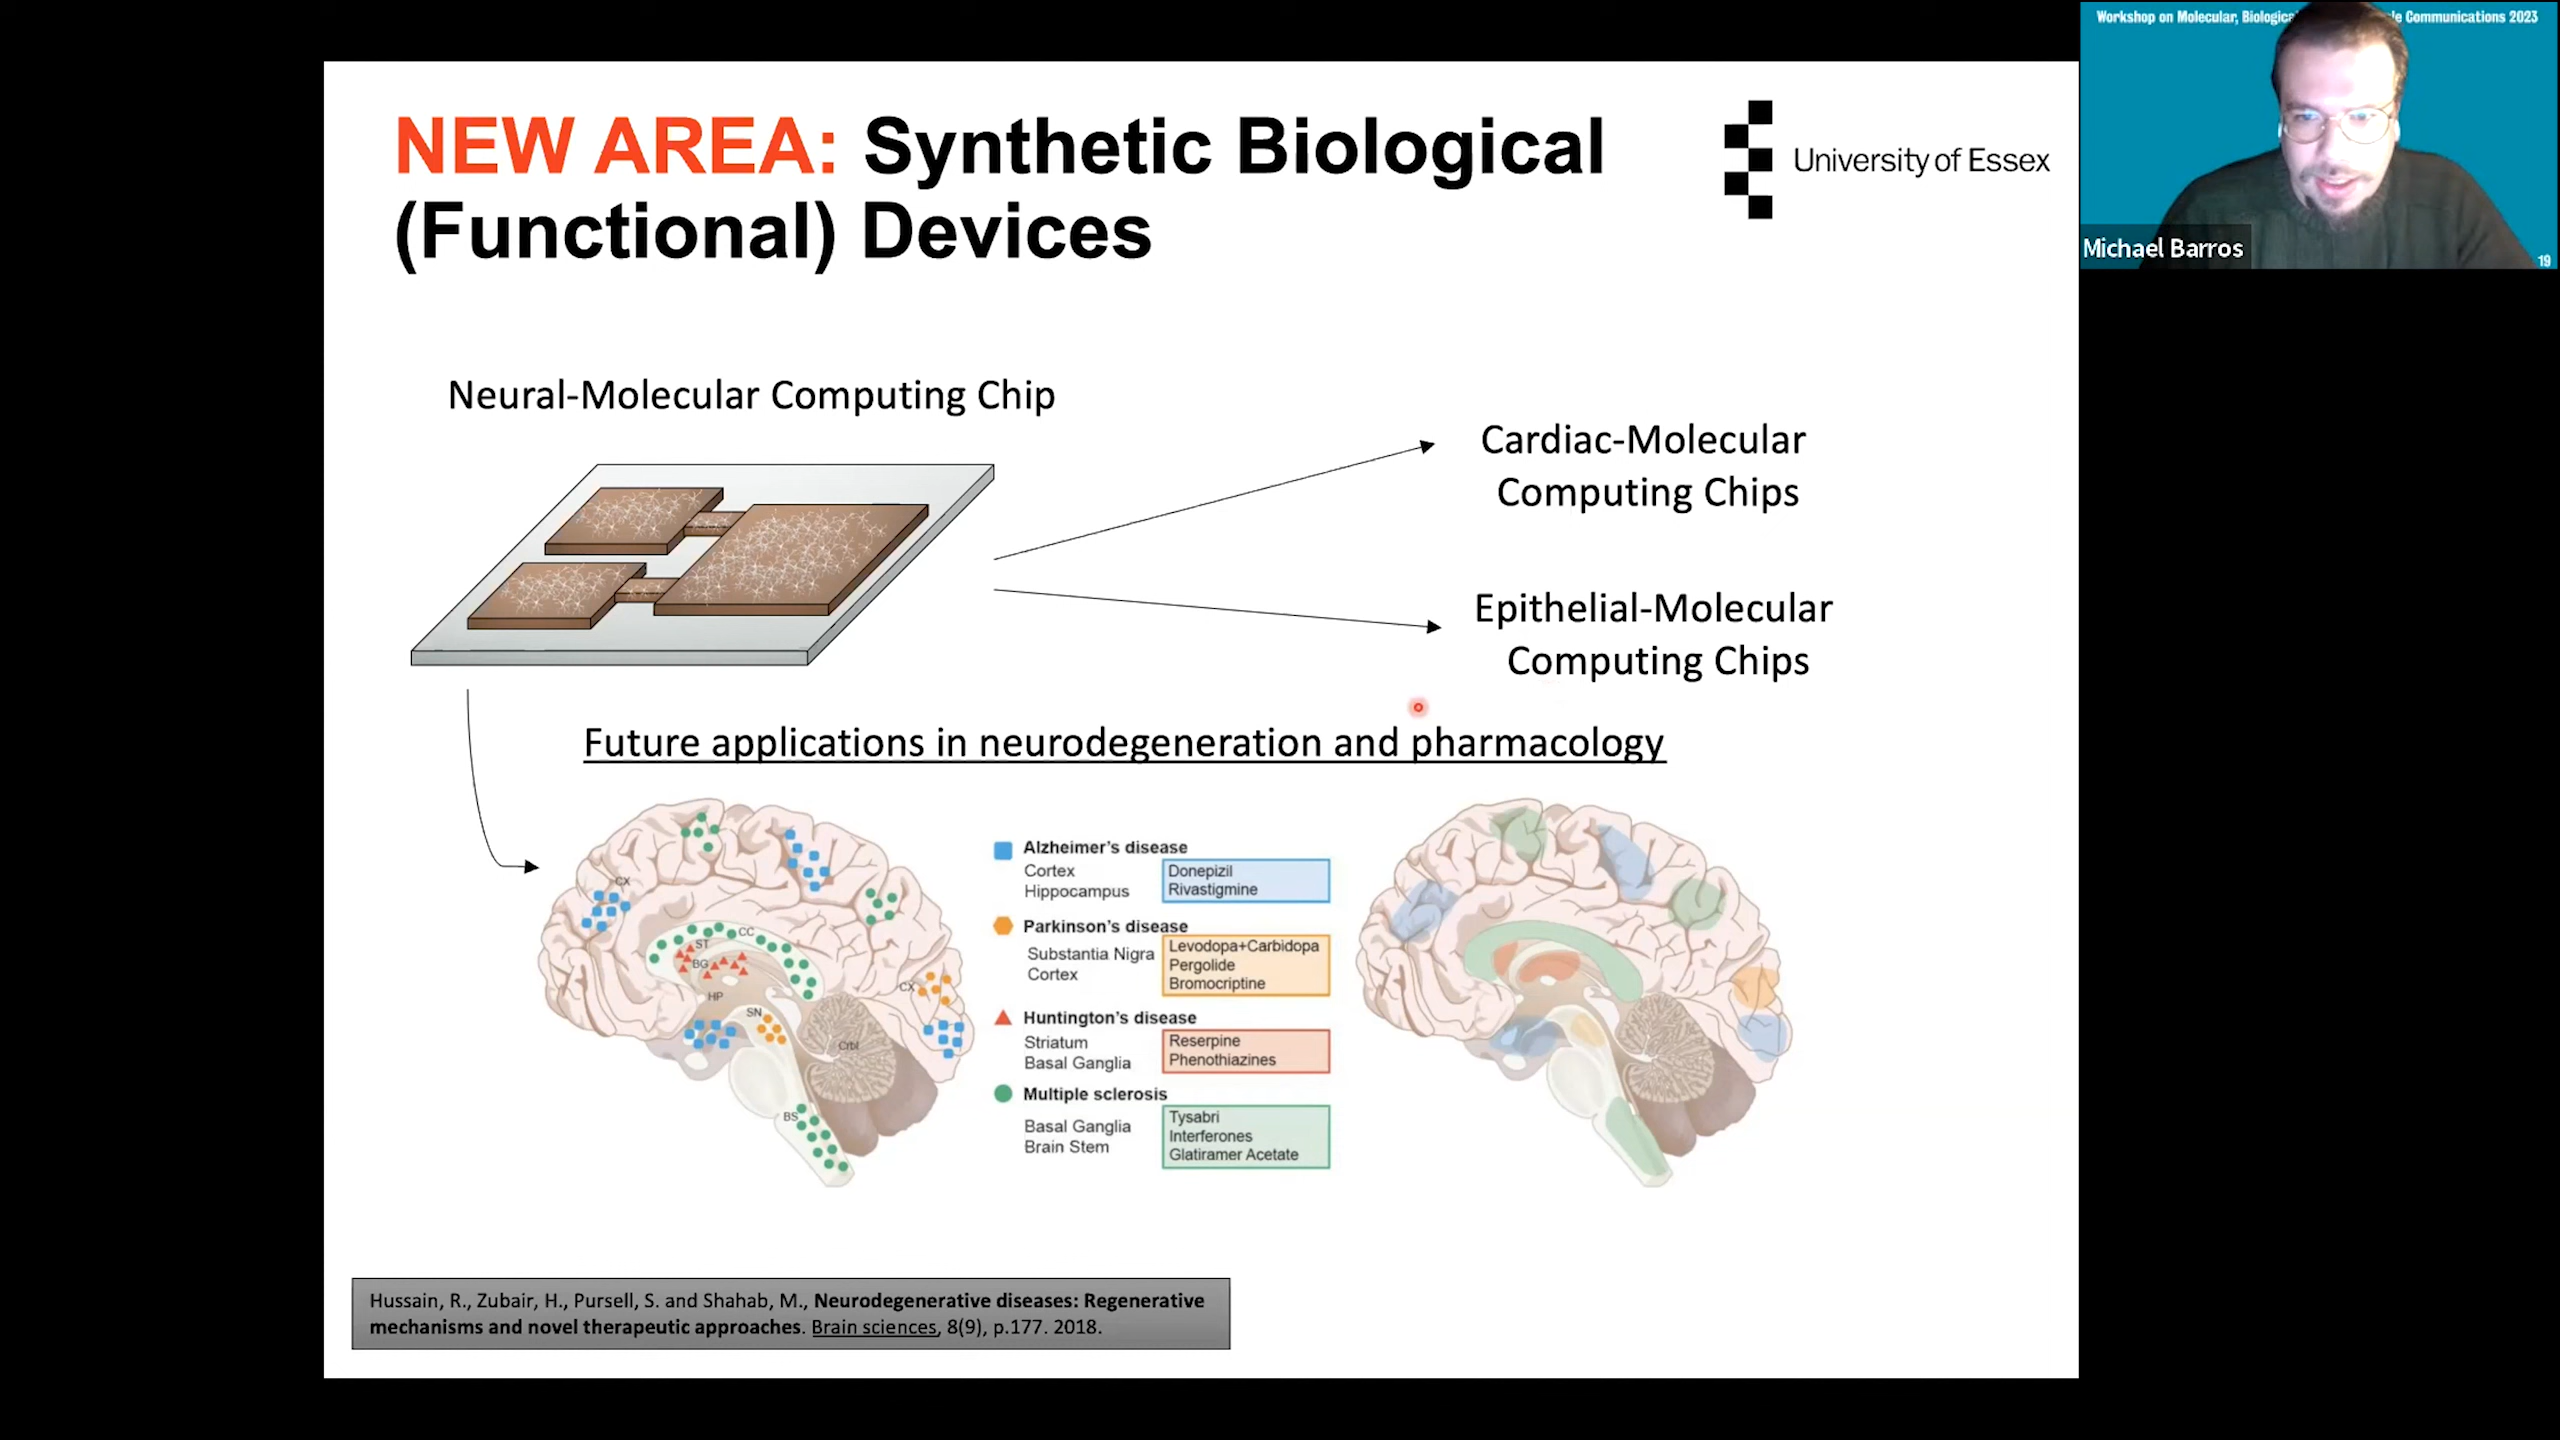 Workshop on Molecular, le Communications 2023
NEW AREA: Synthetic Biological
(Functional) Devices
University of Essex
Michael Barros
19
Neural-Molecular Computing Chip
Cardiac-Molecular
Computing Chips
Epithelial-Molecular
Computing Chips
Future applications in neurodegeneration and pharmacology
CX
ST
CC
BG
HP
CX
SN
Crbl
BS
Alzheimer's disease
Cortex
Hippocampus
Donepizil
Rivastigmine
Parkinson's disease
Substantia Nigra
Cortex
Levodopa+Carbidopa
Pergolide
Bromocriptine
Huntington's disease
Striatum
Basal Ganglia
Reserpine
Phenothiazines
Multiple sclerosis
Basal Ganglia
Brain Stem
Tysabri
Interferones
Glatiramer Acetate
Hussain, R., Zubair, H., Pursell, S. and Shahab, M., Neurodegenerative diseases: Regenerative
mechanisms and novel therapeutic approaches. Brain sciences, 8(9), p.177. 2018.